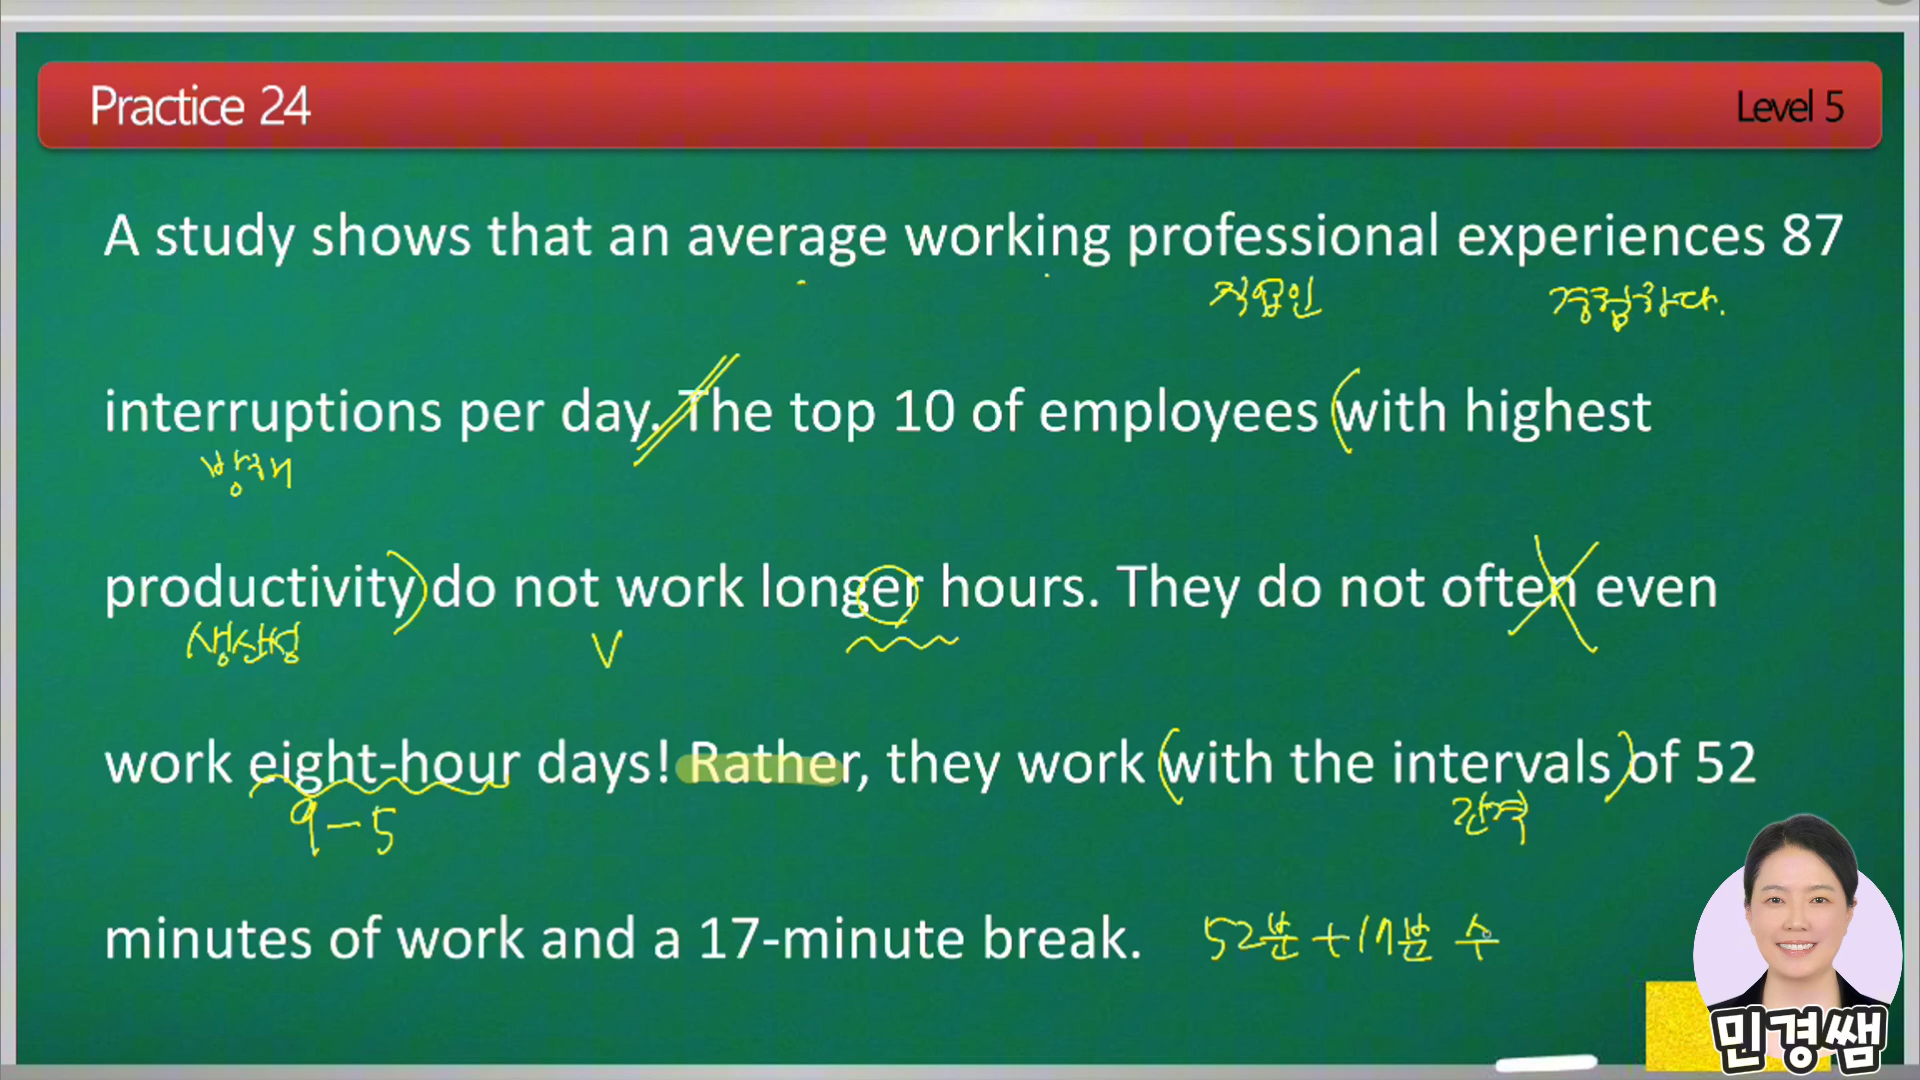 Practice 24
Level 5
A study shows that an average working professional experiences 87
직업인
경험하다.
interruptions per day. The top 10 of employees with highest
방해
productivity do not work longer hours. They do not often even
생산성
V
work eight-hour days! Rather, they work with the intervals of 52
9-5
간격
minutes of work and a 17-minute break.
52분+17분 수
민경쌤